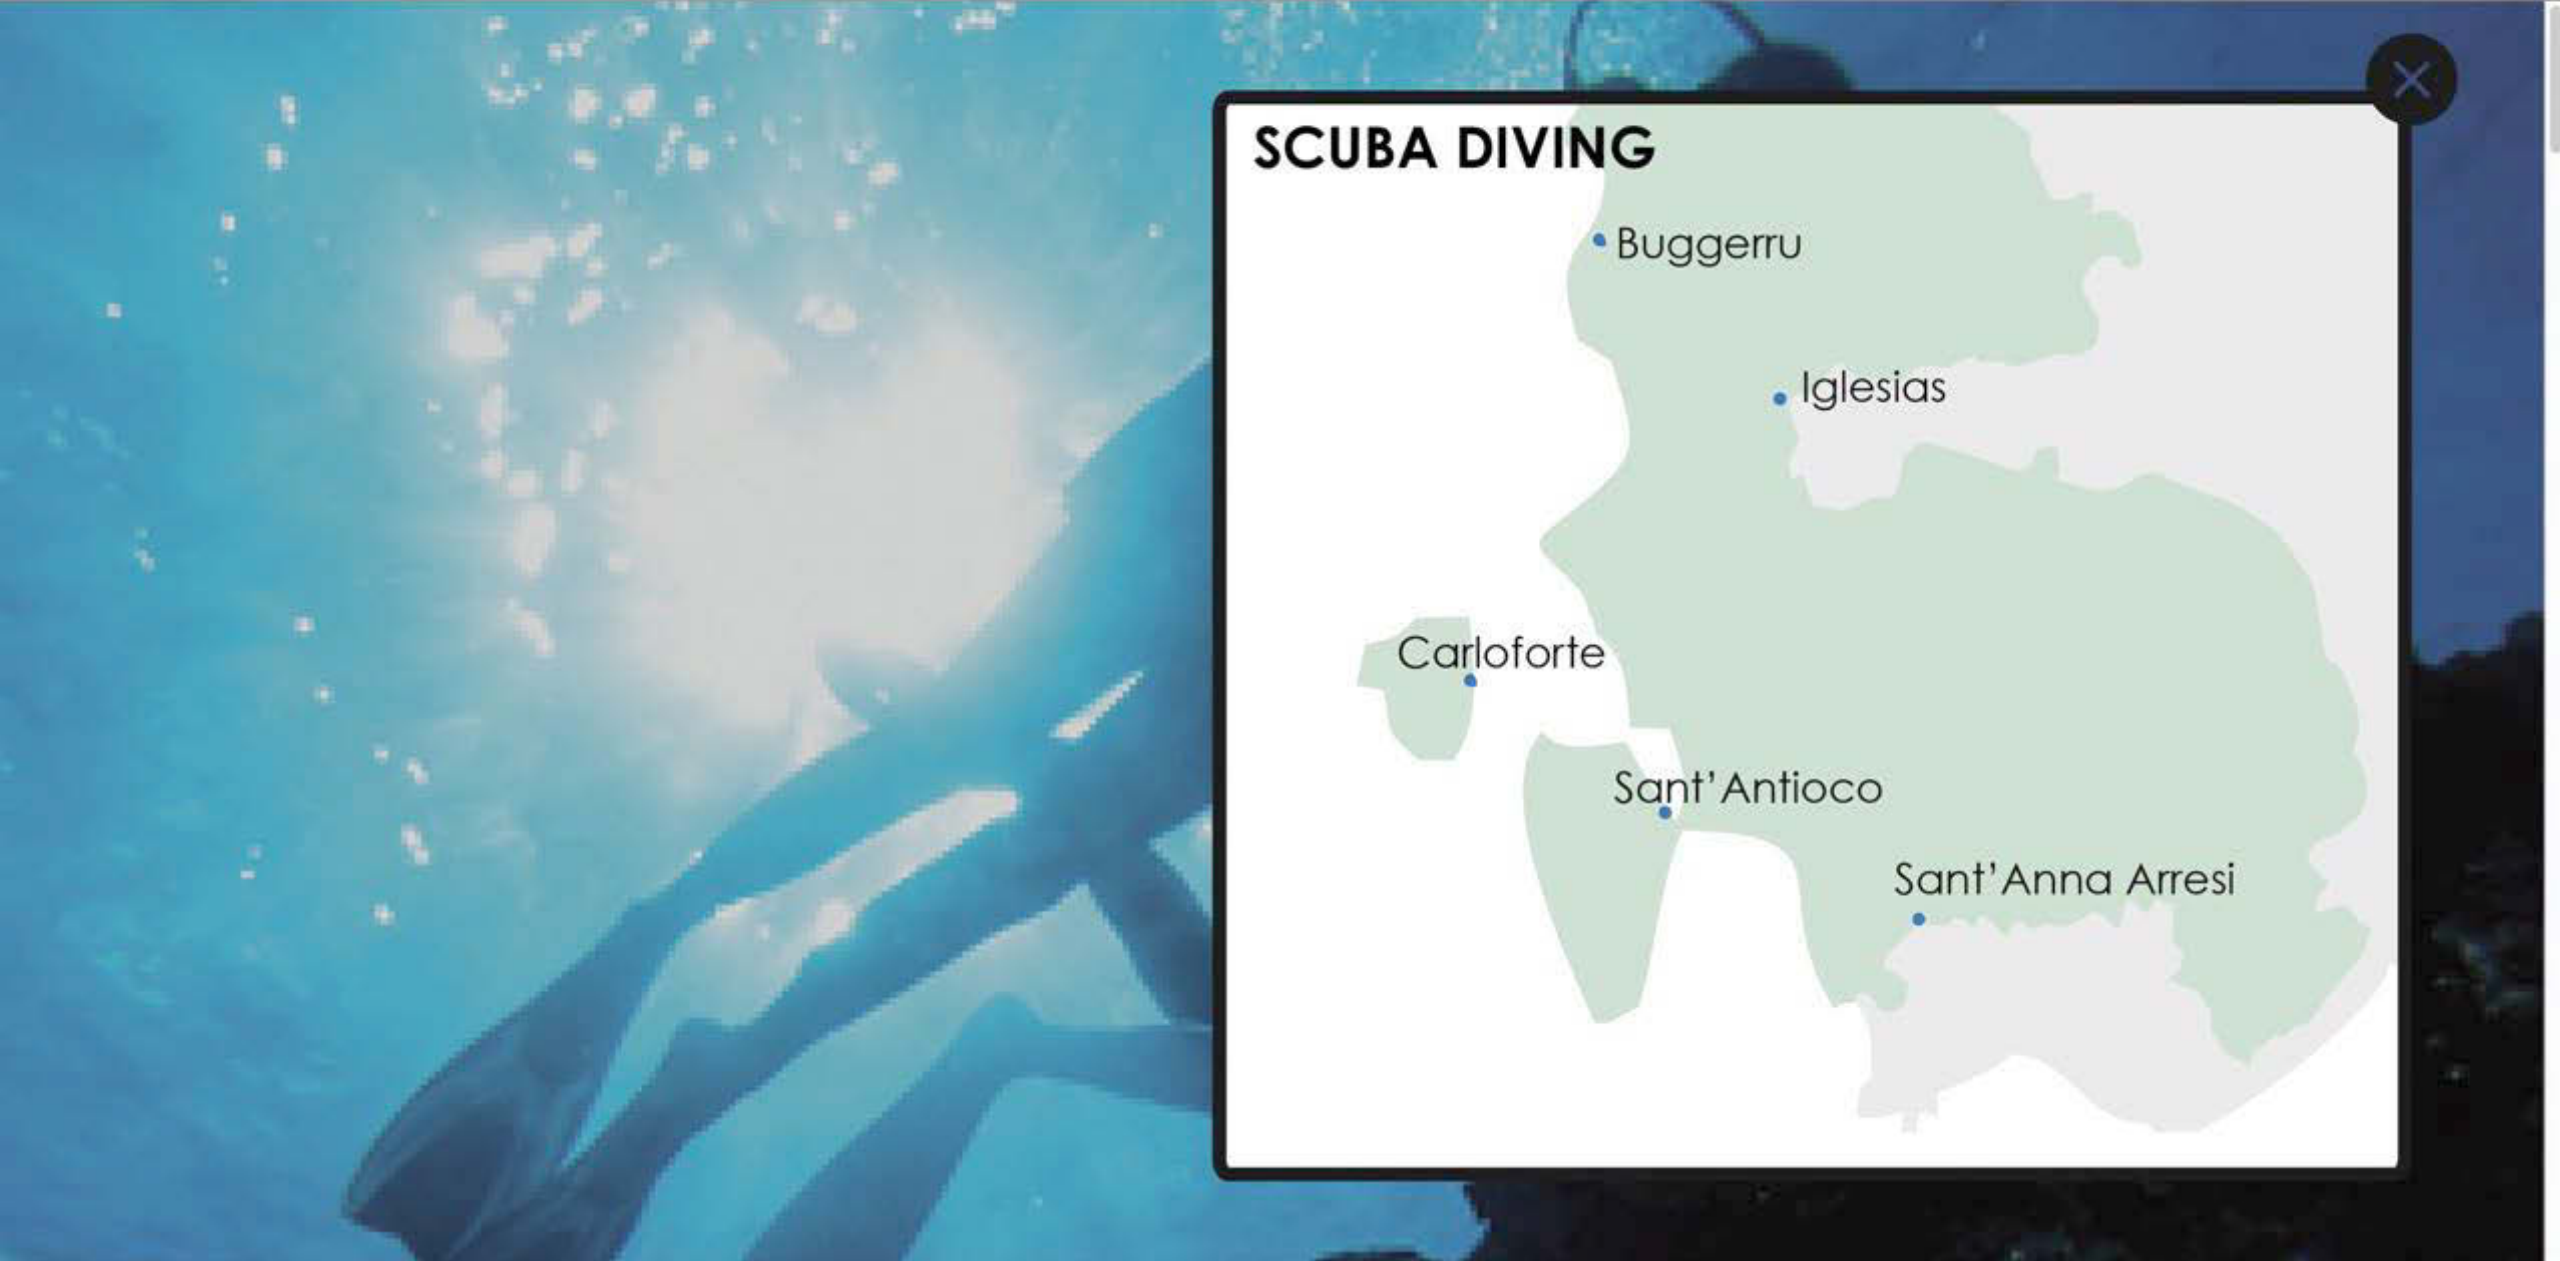 SCUBA DIVING
Buggerru
Iglesias
Carloforte
Sant’Antioco
Sant’Anna Arresi